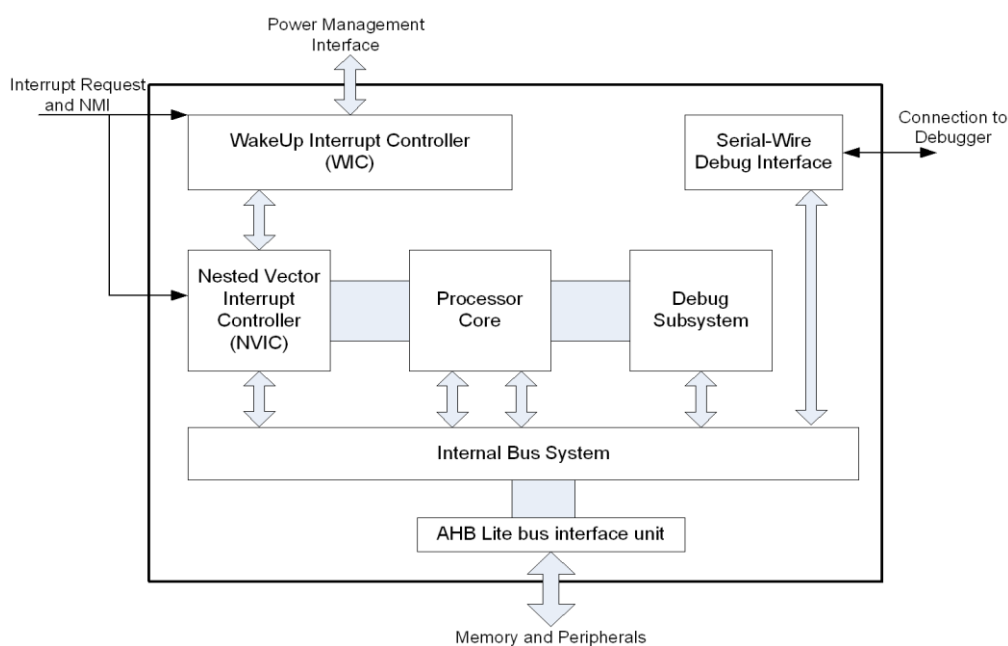 Power Management
Interface
Interrupt Request
and NMI
WakeUp Interrupt Controller
(WIC)
Serial-Wire
Debug Interface
Connection to
Debugger
Nested Vector
Interrupt
Controller
(NVIC)
Processor
Core
Debug
Subsystem
Internal Bus System
AHB Lite bus interface unit
Memory and Peripherals